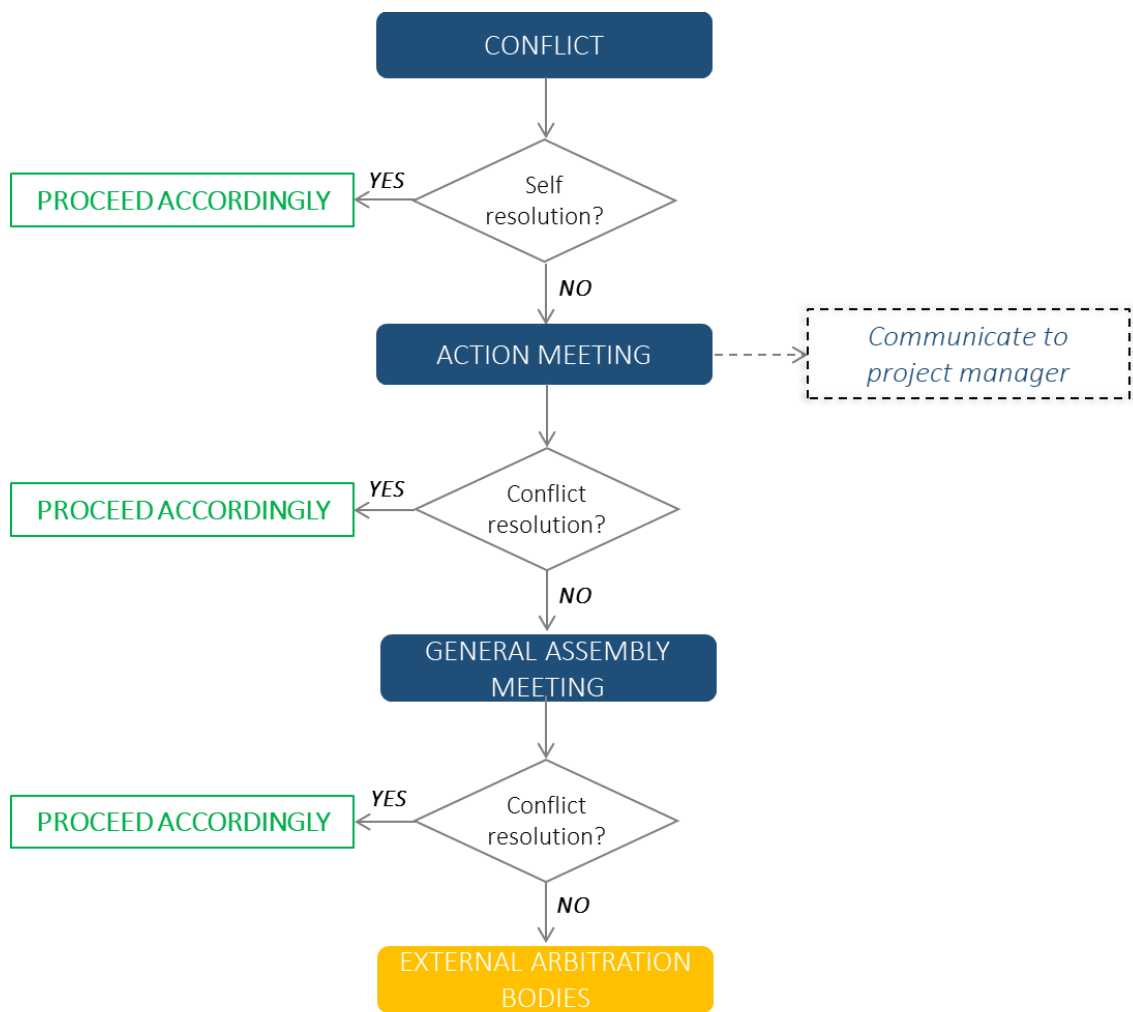 CONFLICT
YES
PROCEED ACCORDINGLY
Self
resolution?
NO
ACTION MEETING
Communicate to
project manager
YES
PROCEED ACCORDINGLY
Conflict
resolution?
NO
GENERAL ASSEMBLY
MEETING
YES
PROCEED ACCORDINGLY
Conflict
resolution?
NO
EXTERNAL ARBITRATION
BODIES